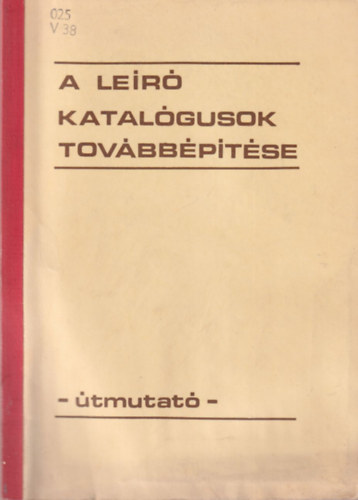 025
V 38
A LEÍRÓ
KATALÓGUSOK
TOVÁBBÉPÍTÉSE
- útmutató -